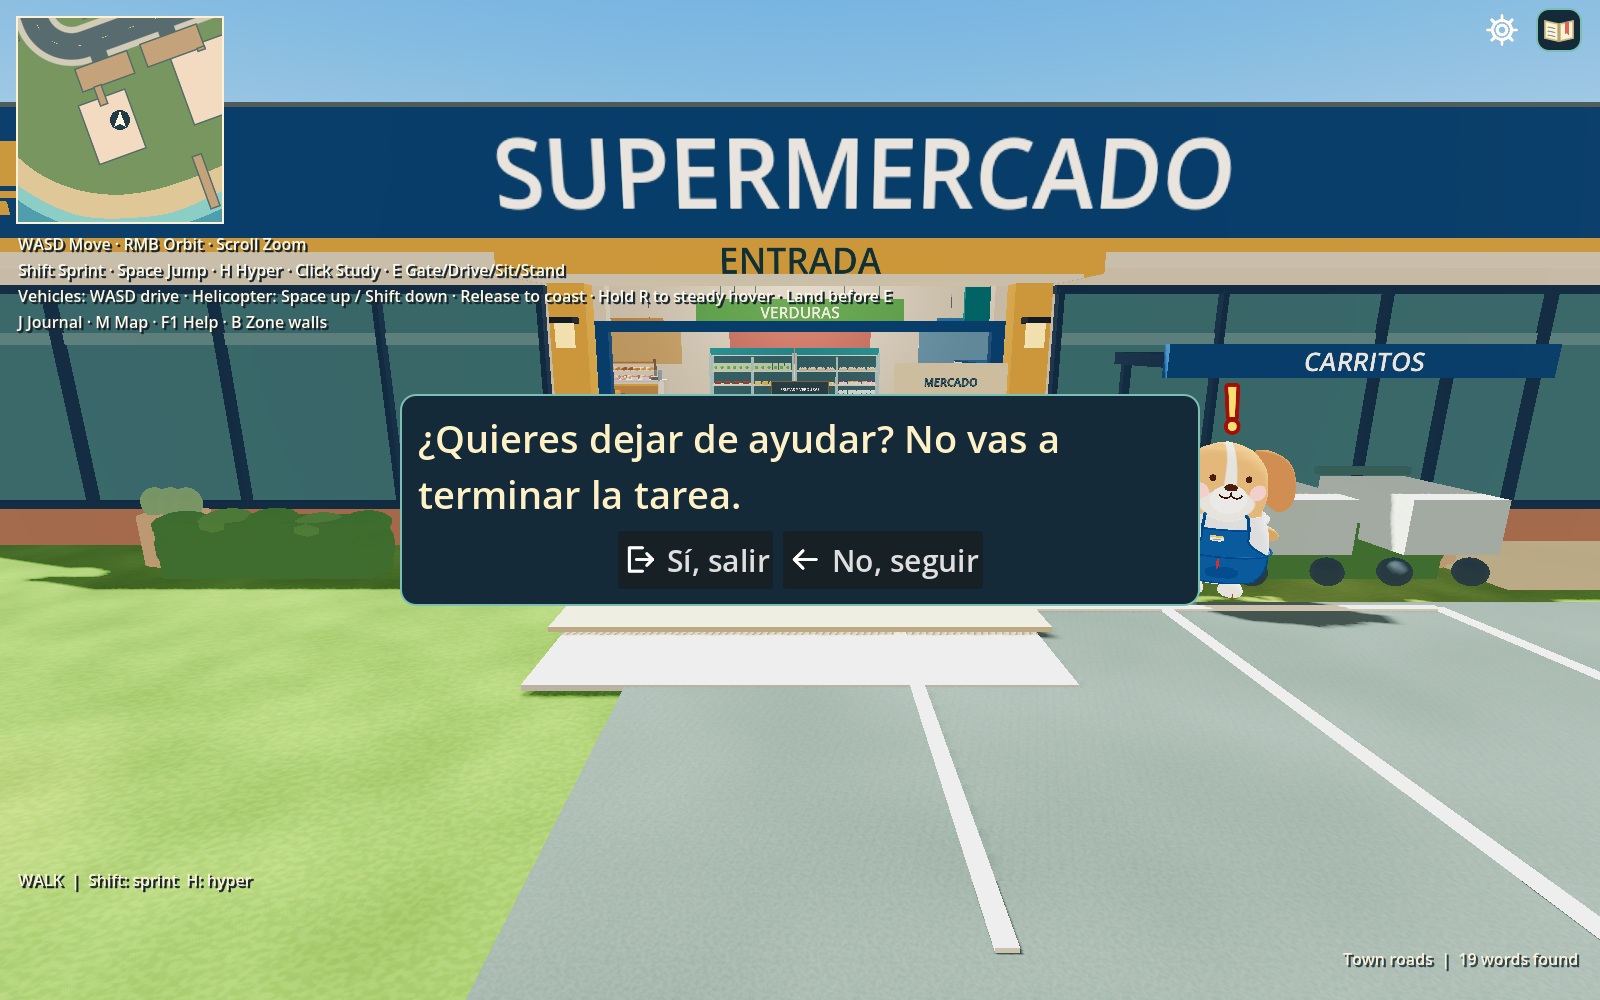 SUPERMERCADO
ENTRADA
WASD Move · RMB Orbit · Scroll Zoom
Shift Sprint · Space Jump · H Hyper · Click Study · E Gate/Drive/Sit/Stand
Vehicles: WASD drive · Helicopter: Space up / Shift down · Release to coast · Hold R to steady hover · Land before E
J Journal · M Map · F1 Help · B Zone walls
VERDURAS
CARRITOS
MERCADO
¿Quieres dejar de ayudar? No vas a
terminar la tarea.
Sí, salir
No, seguir
WALK | Shift: sprint H: hyper
Town roads | 19 words found